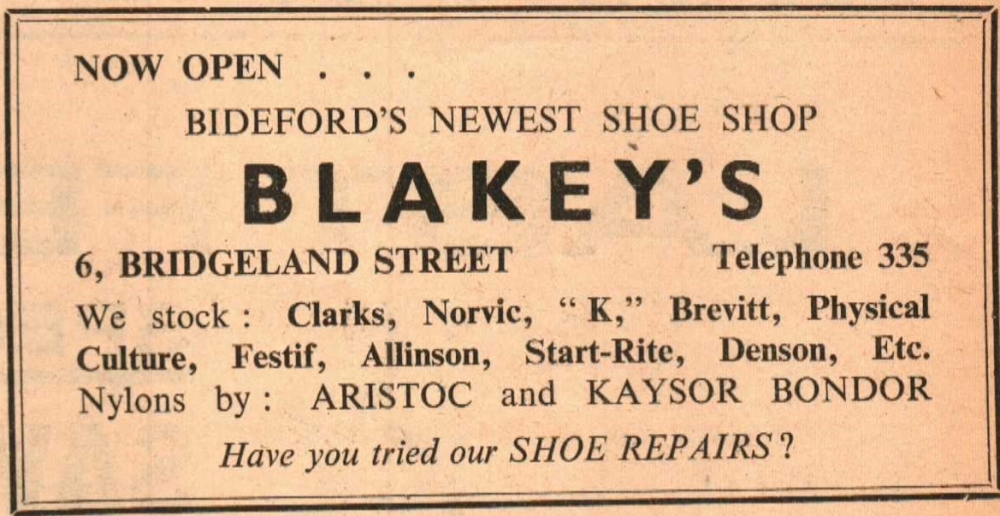 NOW OPEN . . .
BIDEFORD'S NEWEST SHOE SHOP
BLAKEY'S
6, BRIDGELAND STREET Telephone 335
We stock : Clarks, Norvic, “ K,” Brevitt, Physical
Culture, Festif, Allinson, Start-Rite, Denson, Etc.
Nylons by : ARISTOC and KAYSOR BONDOR
Have you tried our SHOE REPAIRS ?